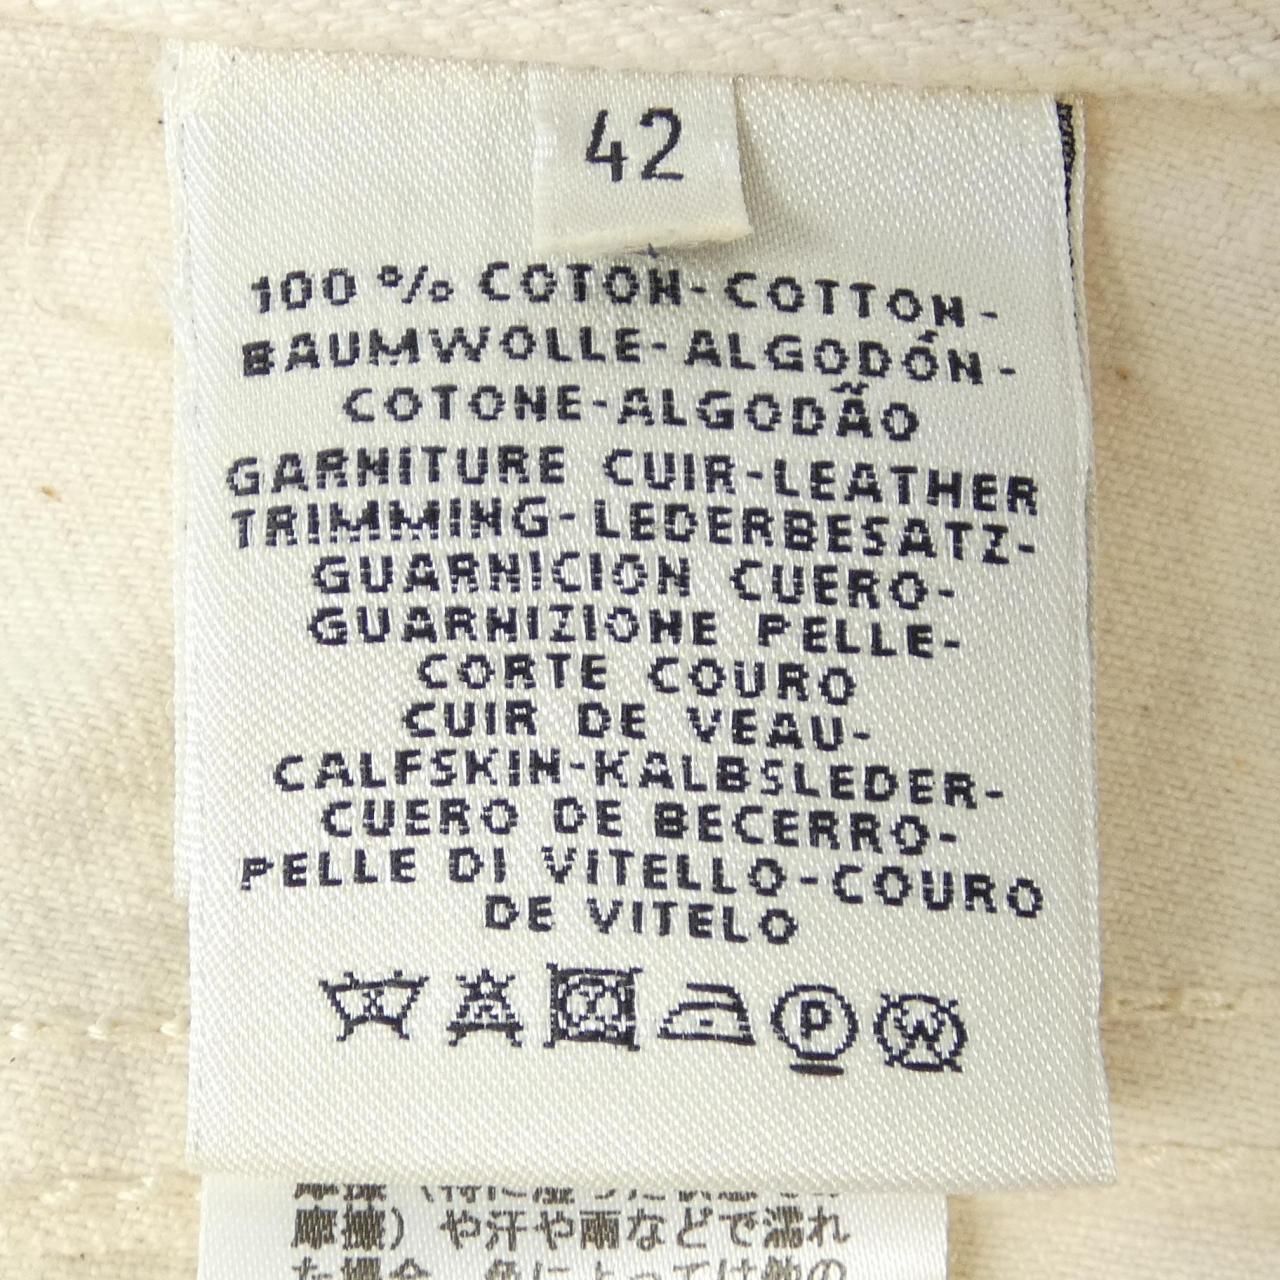 42
100 % COTON-COTTON-
BAUMWOLLE-ALGODÓN-
COTONE-ALGODÃO
GARNITURE CUIR-LEATHER
TRIMMING-LEDERBESATZ-
GUARNICION CUERO-
GUARNIZIONE PELLE-
CORTE COURO
CUIR DE VEAU-
CALFSKIN-KALBSLEDER-
CUERO DE BECERRO-
PELLE DI VITELLO-COURO
DE VITELO
P W
摩擦）や汗や雨などで濡れ